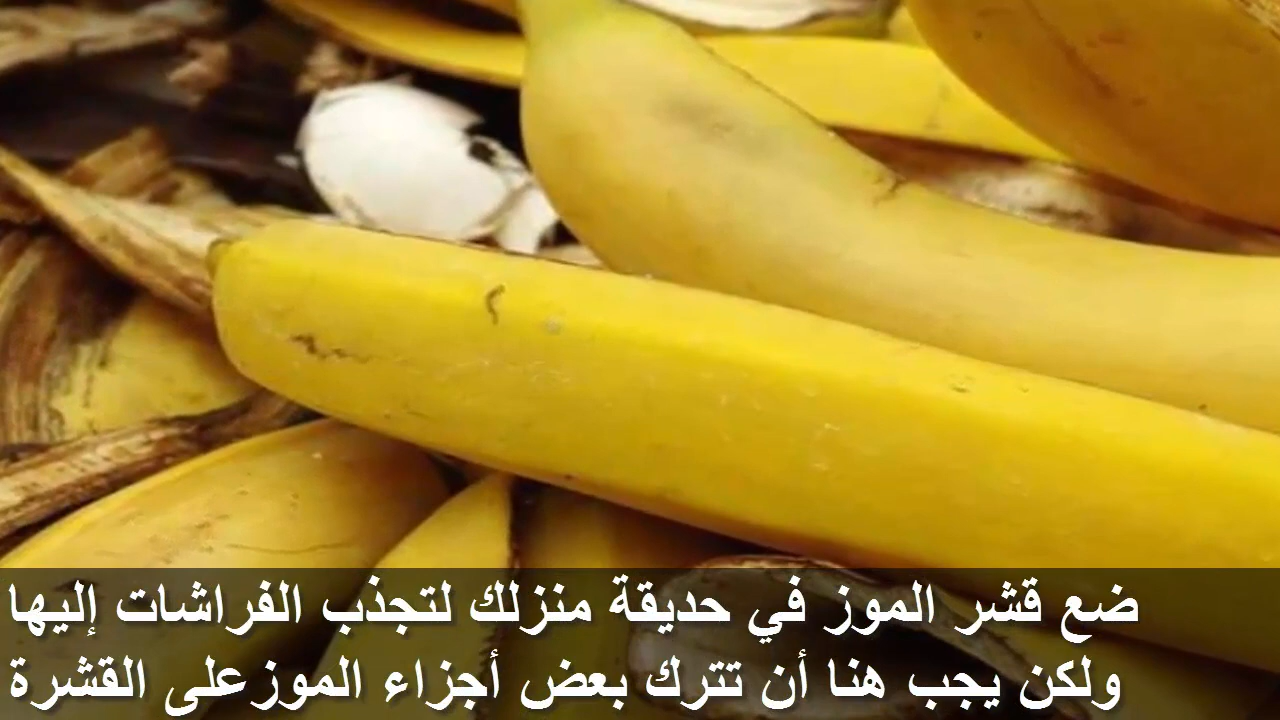 ضع قشر الموز في حديقة منزلك لتجذب الفراشات إليها
ولكن يجب هنا أن تترك بعض أجزاء الموزعلى القشرة